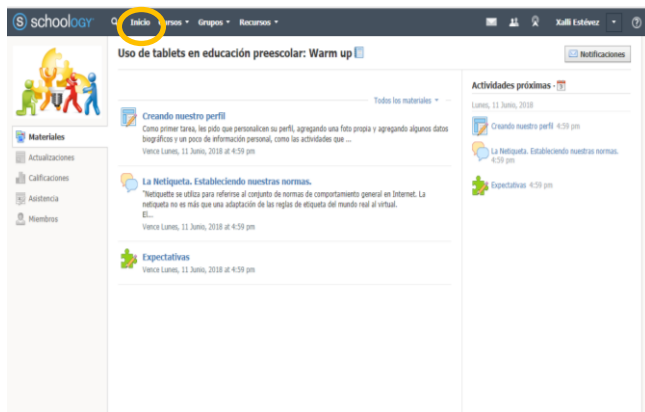 S schoology
Inicio Cursos Grupos Recursos Xalli Estévez
Uso de tablets en educación preescolar: Warm up
Notificaciones
Materiales
Actualizaciones
Calificaciones
Asistencia
Miembros
Todos los materiales
Creando nuestro perfil
Como primer tarea, les pido que personalicen su perfil, agregando una foto propia y agregando algunos datos
biográficos y un poco de información personal, como las actividades que ...
Vence Lunes, 11 Junio, 2018 at 4:59 pm
La Netiqueta. Estableciendo nuestras normas.
"Netiquette se utiliza para referirse al conjunto de normas de comportamiento general en Internet. La
netiqueta no es más que una adaptación de las reglas de etiqueta del mundo real al virtual.
El...
Vence Lunes, 11 Junio, 2018 at 4:59 pm
Expectativas
Vence Lunes, 11 Junio, 2018 at 4:59 pm
Actividades próximas ·
Lunes, 11 Junio, 2018
Creando nuestro perfil 4:59 pm
La Netiqueta. Estableciendo nuestras normas.
4:59 pm
Expectativas 4:59 pm